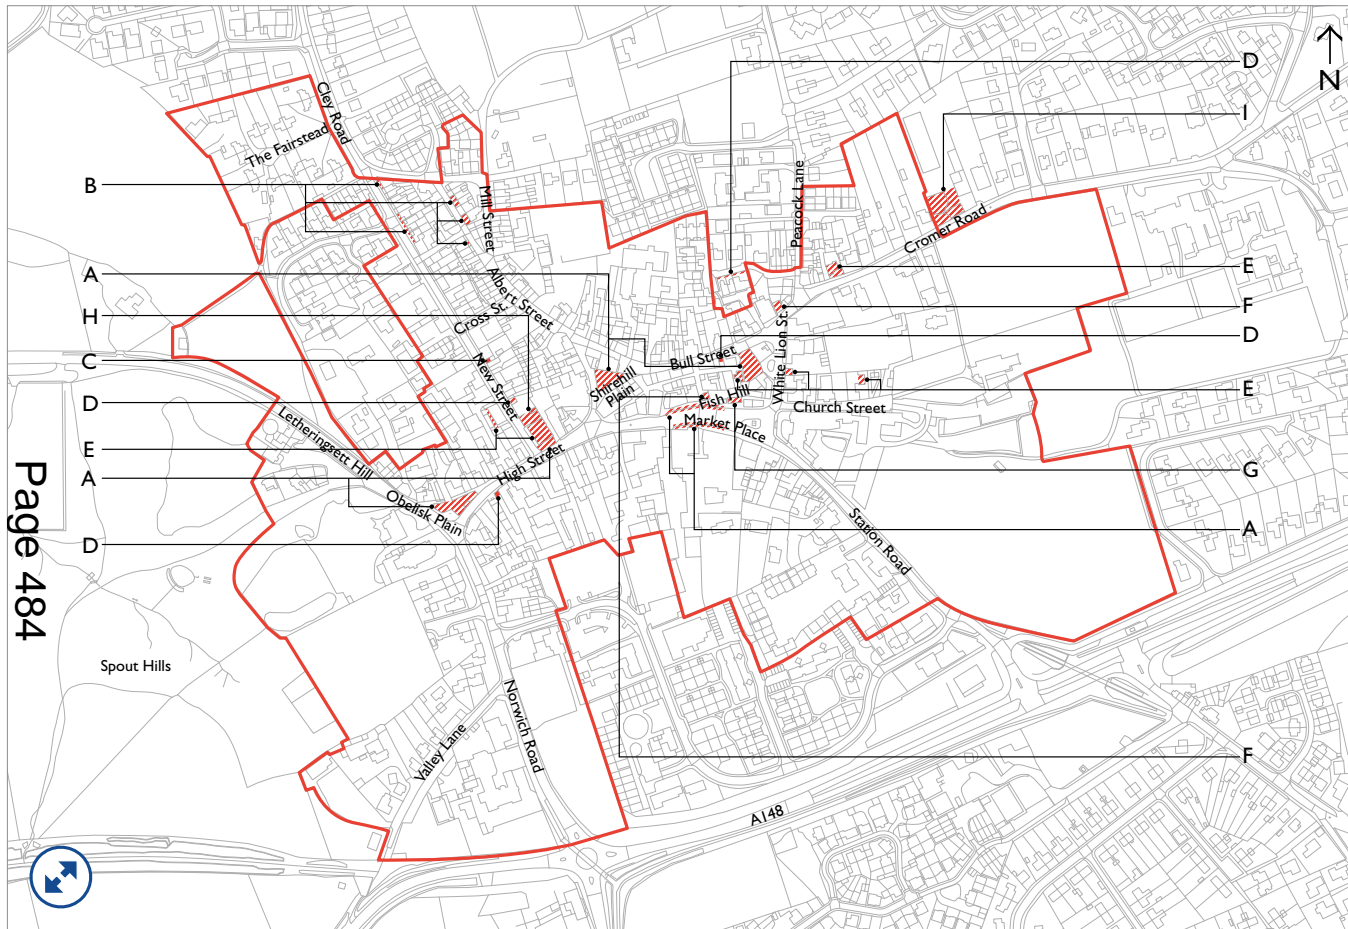 N
D
I
Cley Road
The Fairstead
B
Mill Street
Peacock Lane
Cromer Road
A
E
Albert Street
H
Cross St.
F
White Lion St.
D
Bull Street
C
New Street
Shirehill
Plain
Fish Hill
E
D
Church Street
Market Place
Letheringsett Hill
E
High Street
G
A
Obelisk Plain
Station Road
A
D
Page 484
Spout Hills
Norwich Road
Valley Lane
F
A148